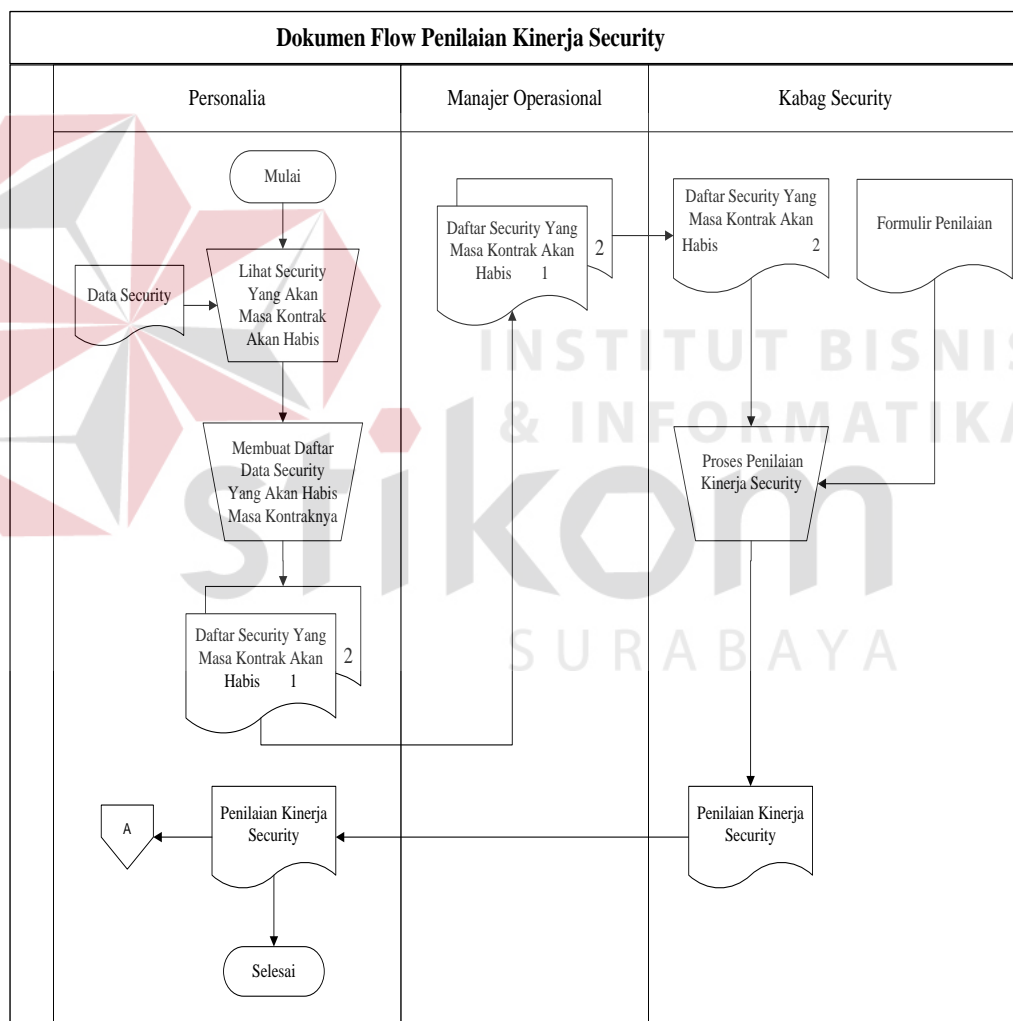 Dokumen Flow Penilaian Kinerja Security
Personalia
Manajer Operasional
Kabag Security
Mulai
Data Security
Lihat Security
Yang Akan
Masa Kontrak
Akan Habis
Membuat Daftar
Data Security
Yang Akan Habis
Masa Kontraknya
Daftar Security Yang
Masa Kontrak Akan
Habis 1
2
Daftar Security Yang
Masa Kontrak Akan
Habis 1
2
Daftar Security Yang
Masa Kontrak Akan
Habis 2
Formulir Penilaian
Proses Penilaian
Kinerja Security
Penilaian Kinerja
Security
Penilaian Kinerja
Security
A
Selesai
INSTITUT BISNIS
& INFORMATIKA
stikom
SURABAYA